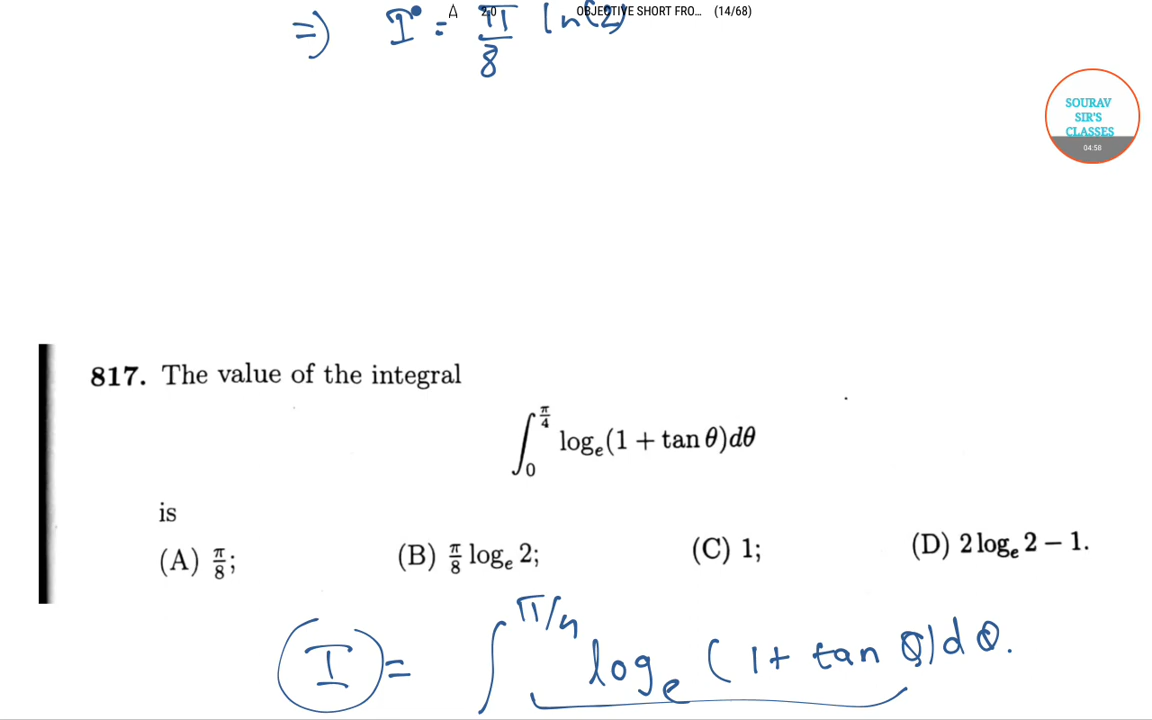 A 2.0 OBJECTIVE SHORT FRO... (14/68)
=) I = π/8 ln(2)
SOURAV
SIR'S
CLASSES
04:58
817. The value of the integral
∫₀^{π/4} logₑ(1 + tan θ)dθ
is
(A) π/8; (B) π/8 logₑ 2; (C) 1; (D) 2 logₑ 2 − 1.
I = ∫^{π/4} logₑ (1 + tan θ) dθ.